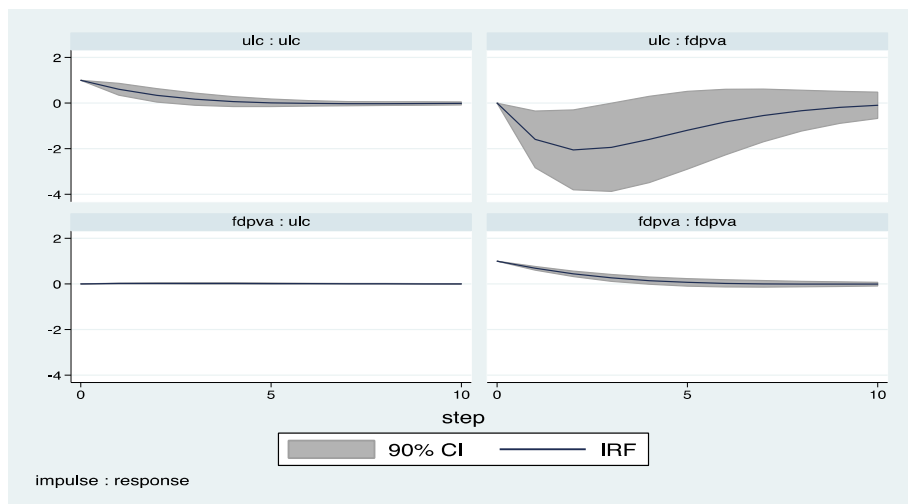 ulc : ulc
ulc : fdpva
2
0
-2
-4
fdpva : ulc
fdpva : fdpva
2
0
-2
-4
0 5 10 0 5 10
step
90% CI IRF
impulse : response